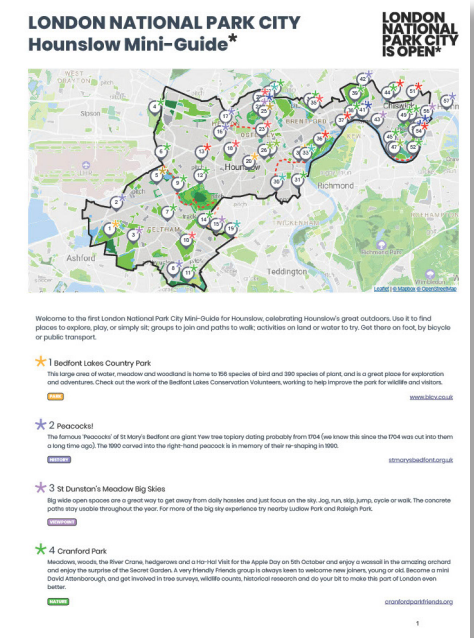 LONDON NATIONAL PARK CITY
Hounslow Mini-Guide*
LONDON
NATIONAL
PARK CITY
IS OPEN*
WEST
DRAYTON
Sipson
BRENTFORD
Chiswick
Hounslow
Richmond
FELTHAM
Ashford
Teddington
Richmond Park
Leaflet | © Mapbox © OpenStreetMap
Welcome to the first London National Park City Mini-Guide for Hounslow, celebrating Hounslow's great outdoors. Use it to find
places to explore, play, or simply sit; groups to join and paths to walk; activities on land or water to try. Get there on foot, by bicycle
or public transport.
1 Bedfont Lakes Country Park
This large area of water, meadow and woodland is home to 156 species of bird and 390 species of plant, and is a great place for exploration
and adventures. Check out the work of the Bedfont Lakes Conservation Volunteers, working to help improve the park for wildlife and visitors.
PARK
www.blcv.co.uk
2 Peacocks!
The famous 'Peacocks' of St Mary's Bedfont are giant Yew tree topiary dating probably from 1704 (we know this since the 1704 was cut into them
a long time ago). The 1990 carved into the right-hand peacock is in memory of their re-shaping in 1990.
HISTORY
stmarysbedfont.org.uk
3 St Dunstan's Meadow Big Skies
Big wide open spaces are a great way to get away from daily hassles and just focus on the sky. Jog, run, skip, jump, cycle or walk. The concrete
paths stay usable throughout the year. For more of the big sky experience try nearby Ludlow Park and Raleigh Park.
VIEWPOINT
4 Cranford Park
Meadows, woods, the River Crane, hedgerows and a Ha-Ha! Visit for the Apple Day on 5th October and enjoy a wassail in the amazing orchard
and enjoy the surprise of the Secret Garden. A very friendly Friends group is always keen to welcome new joiners, young or old. Become a mini
David Attenborough, and get involved in tree surveys, wildlife counts, historical research and do your bit to make this part of London even
better.
NATURE
cranfordparkfriends.org
1